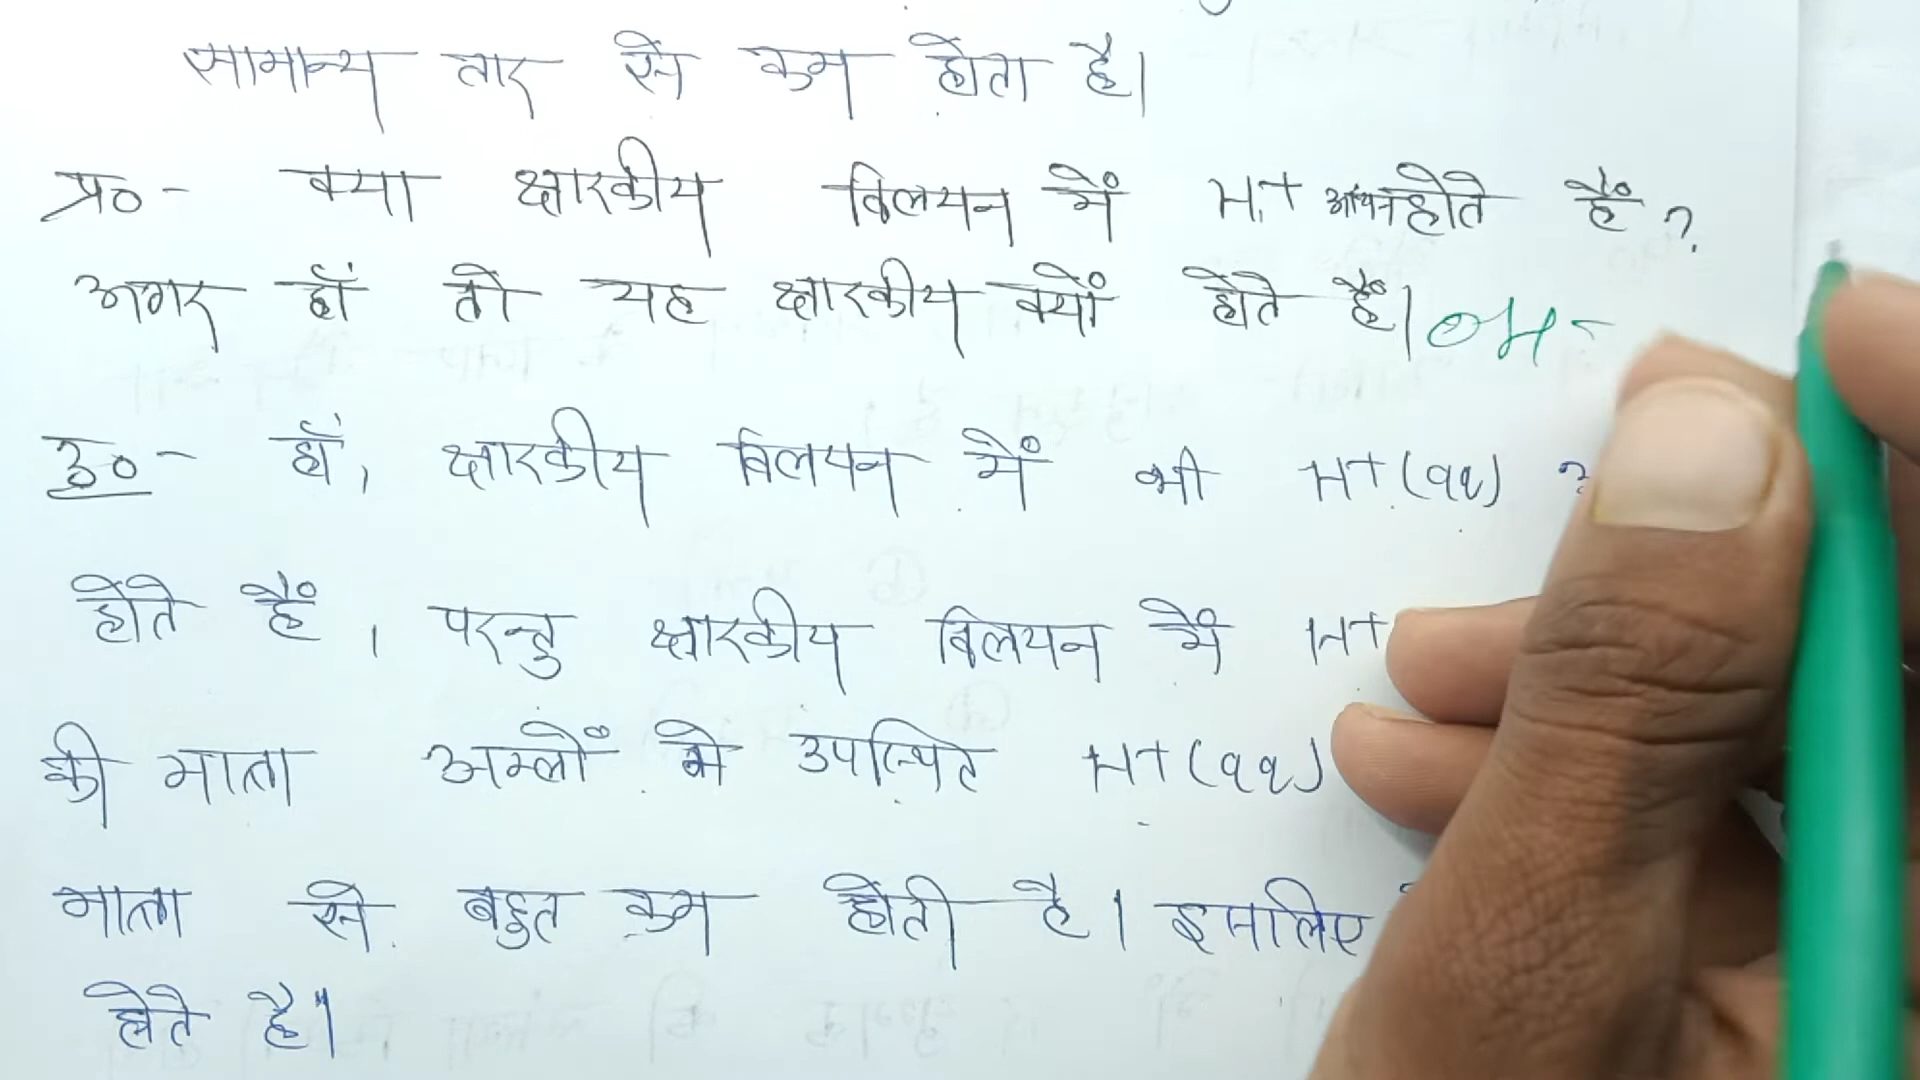 सामान्य तार से कम होता है।
प्र०- क्या क्षारकीय विलयन में H+ आयन होते हैं ?
अगर हाँ तो यह क्षारकीय क्यों होते हैं। OH-
उ०- हाँ, क्षारकीय विलयन में भी H+ (aq)
होते हैं, परन्तु क्षारकीय विलयन में H+
की मात्रा अम्लों मे उपस्थित H+ (aq)
मात्रा से बहुत कम होती है। इसलिए
होते है।